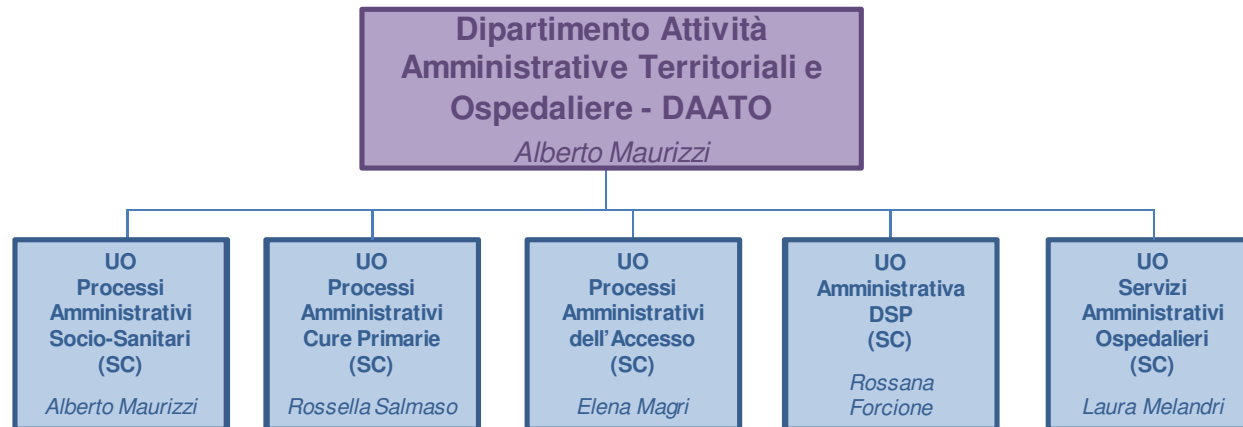 Dipartimento Attività
Amministrative Territoriali e
Ospedaliere - DAATO
Alberto Maurizzi
UO
Processi
Amministrativi
Socio-Sanitari
(SC)
Alberto Maurizzi
UO
Processi
Amministrativi
Cure Primarie
(SC)
Rossella Salmaso
UO
Processi
Amministrativi
dell'Accesso
(SC)
Elena Magri
UO
Amministrativa
DSP
(SC)
Rossana
Forcione
UO
Servizi
Amministrativi
Ospedalieri
(SC)
Laura Melandri